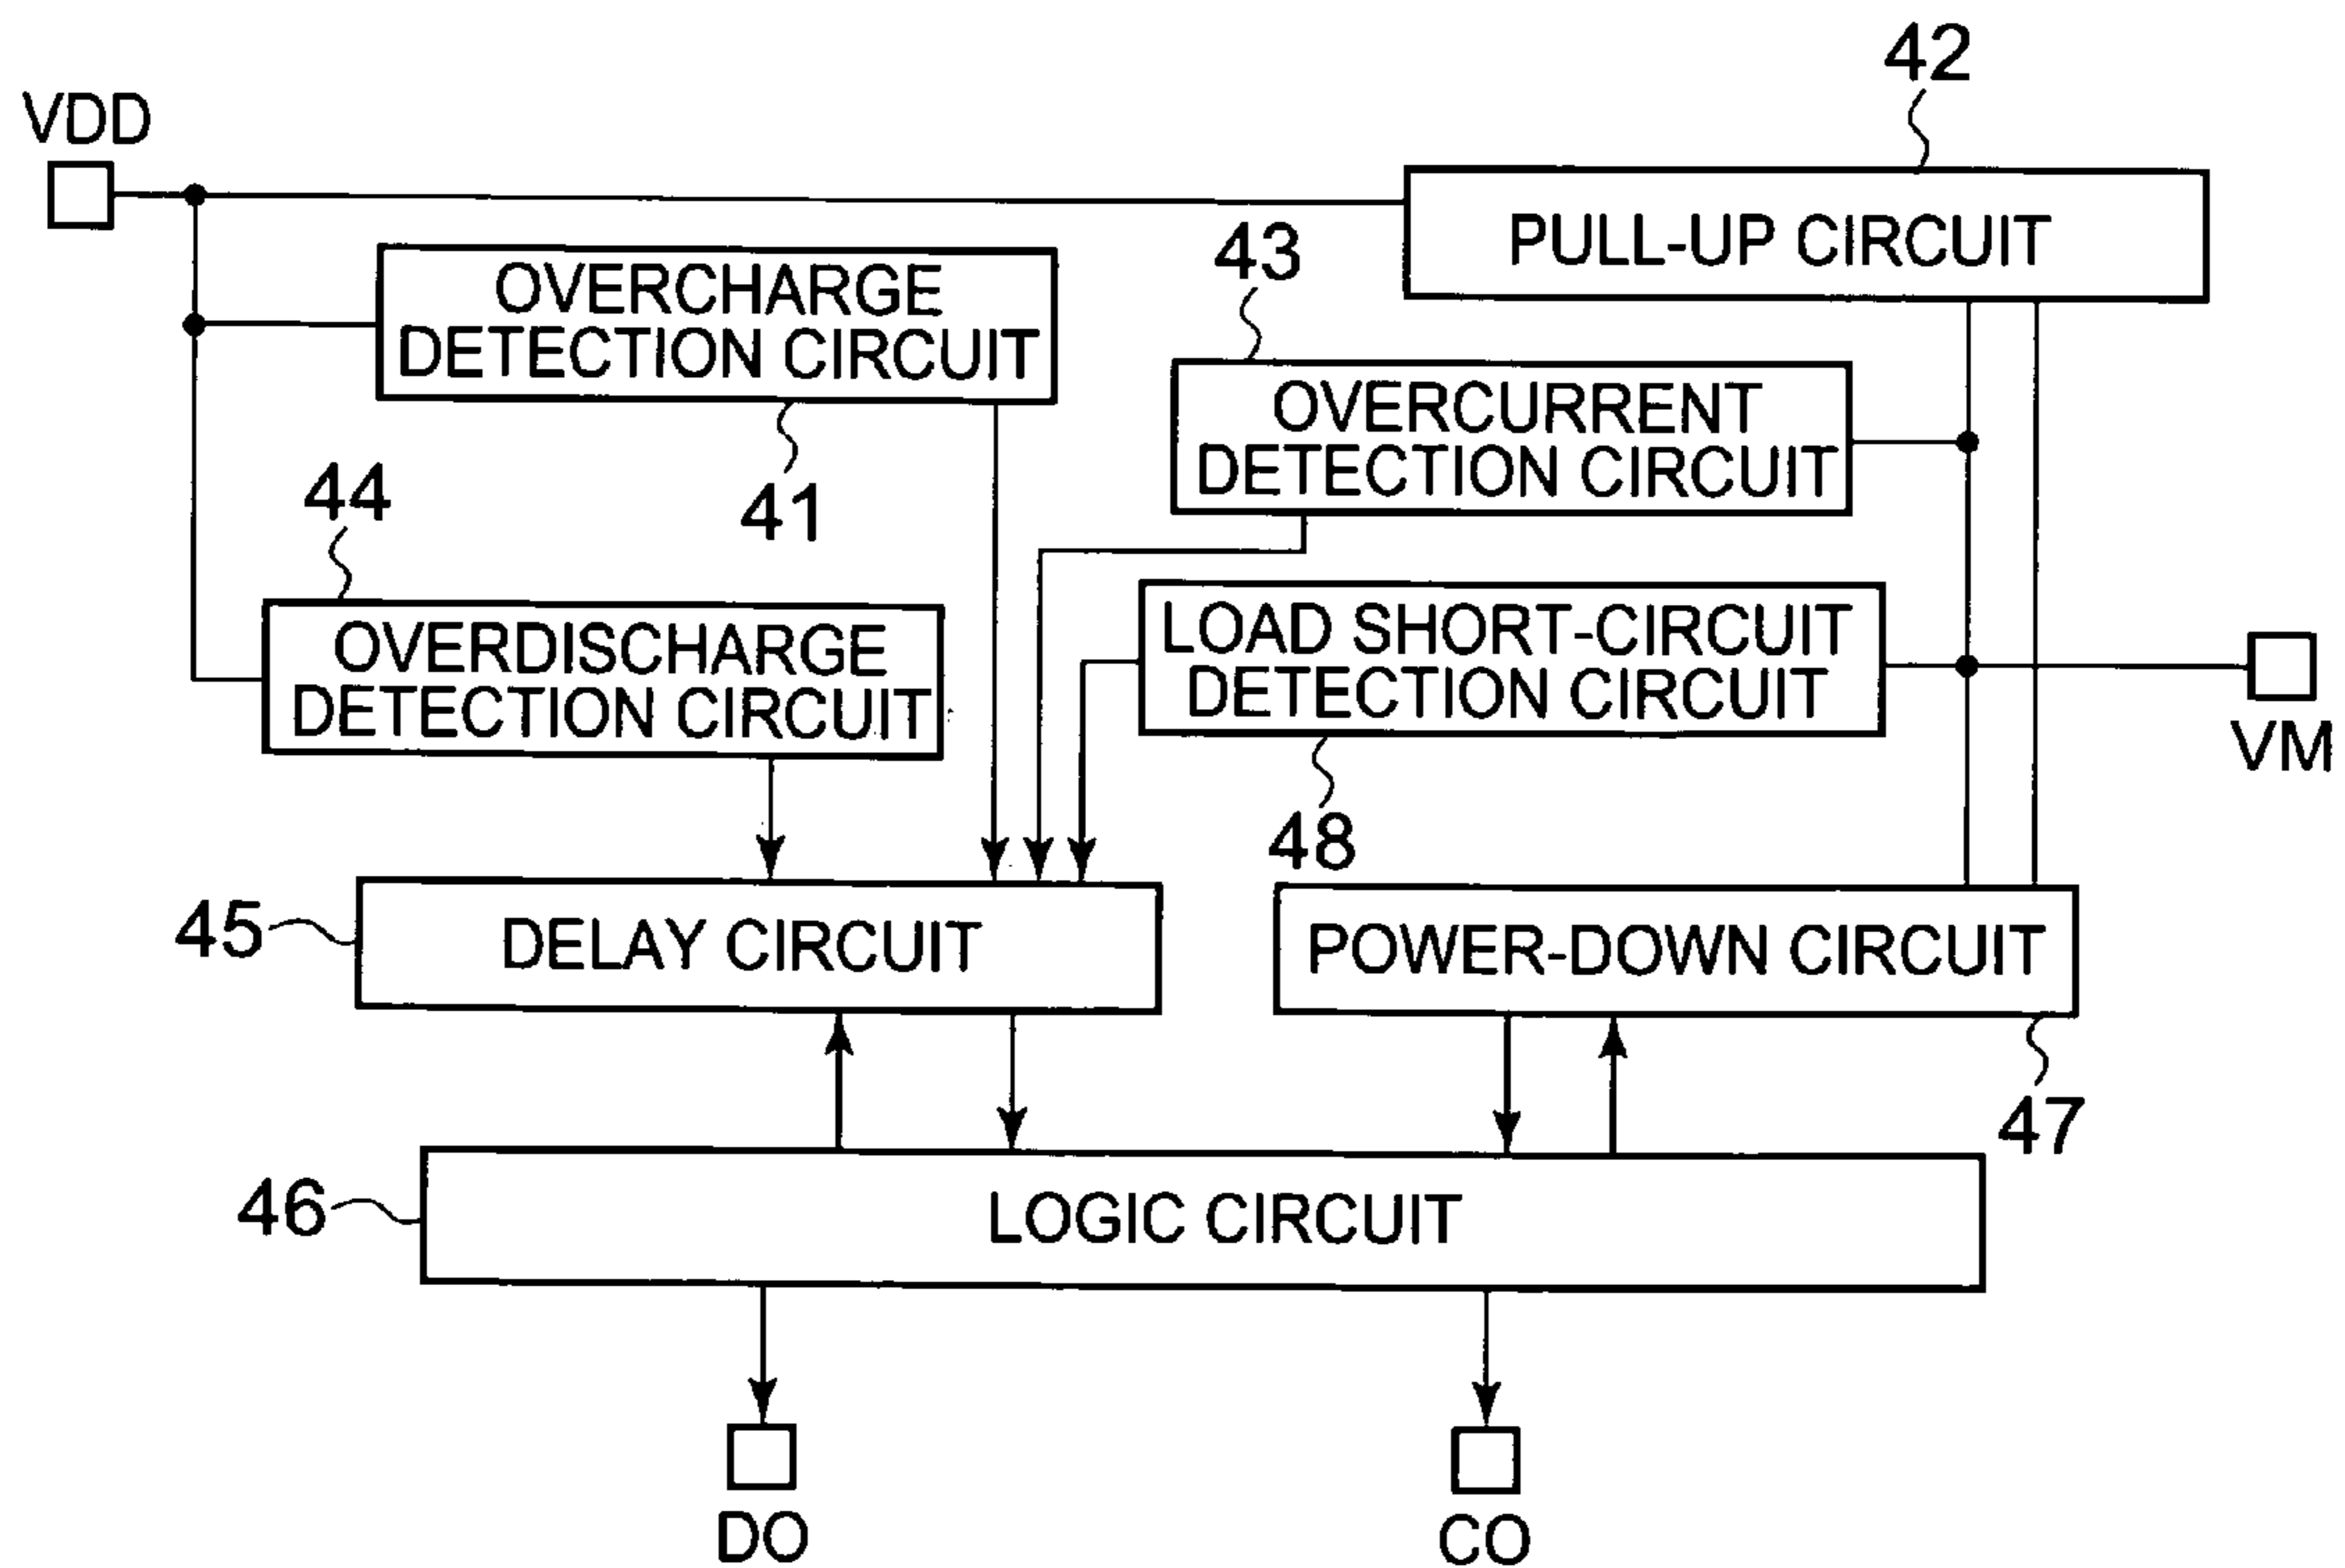 42
VDD
PULL-UP CIRCUIT
43
OVERCHARGE
DETECTION CIRCUIT
41
OVERCURRENT
DETECTION CIRCUIT
44
OVERDISCHARGE
DETECTION CIRCUIT
LOAD SHORT-CIRCUIT
DETECTION CIRCUIT
VM
48
45
DELAY CIRCUIT
POWER-DOWN CIRCUIT
47
46
LOGIC CIRCUIT
DO
CO